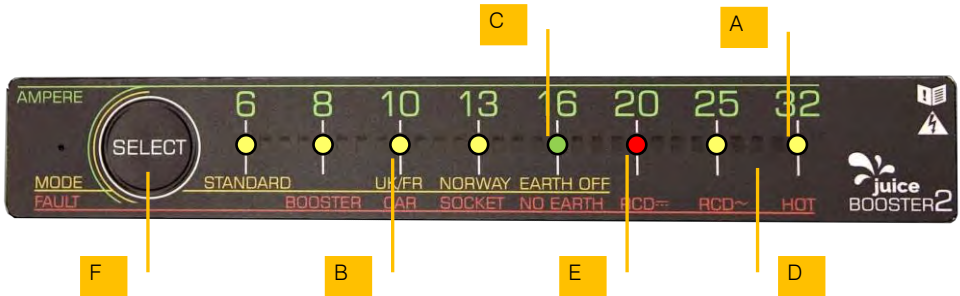 C A
AMPERE 6 8 10 13 16 20 25 32
SELECT
MODE STANDARD UK/FR NORWAY EARTH OFF
FAULT BOOSTER CAR SOCKET NO EARTH RCD⎓ RCD~ HOT
juice
BOOSTER2
F B E D